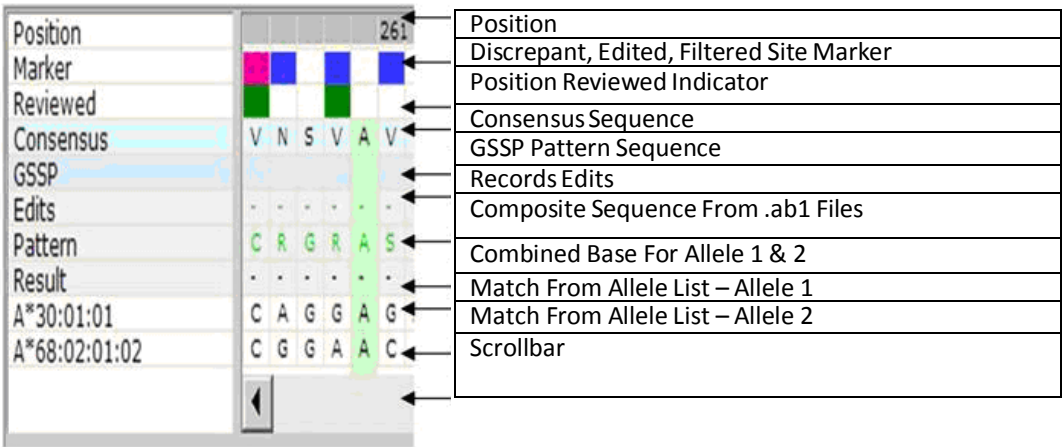 Position 261
Marker
Reviewed
Consensus V N S V A V
GSSP
Edits - - - - - -
Pattern C R G R A S
Result - - - - - -
A*30:01:01 C A G G A G
A*68:02:01:02 C G G A A C
Position
Discrepant, Edited, Filtered Site Marker
Position Reviewed Indicator
Consensus Sequence
GSSP Pattern Sequence
Records Edits
Composite Sequence From .ab1 Files
Combined Base For Allele 1 & 2
Match From Allele List – Allele 1
Match From Allele List – Allele 2
Scrollbar